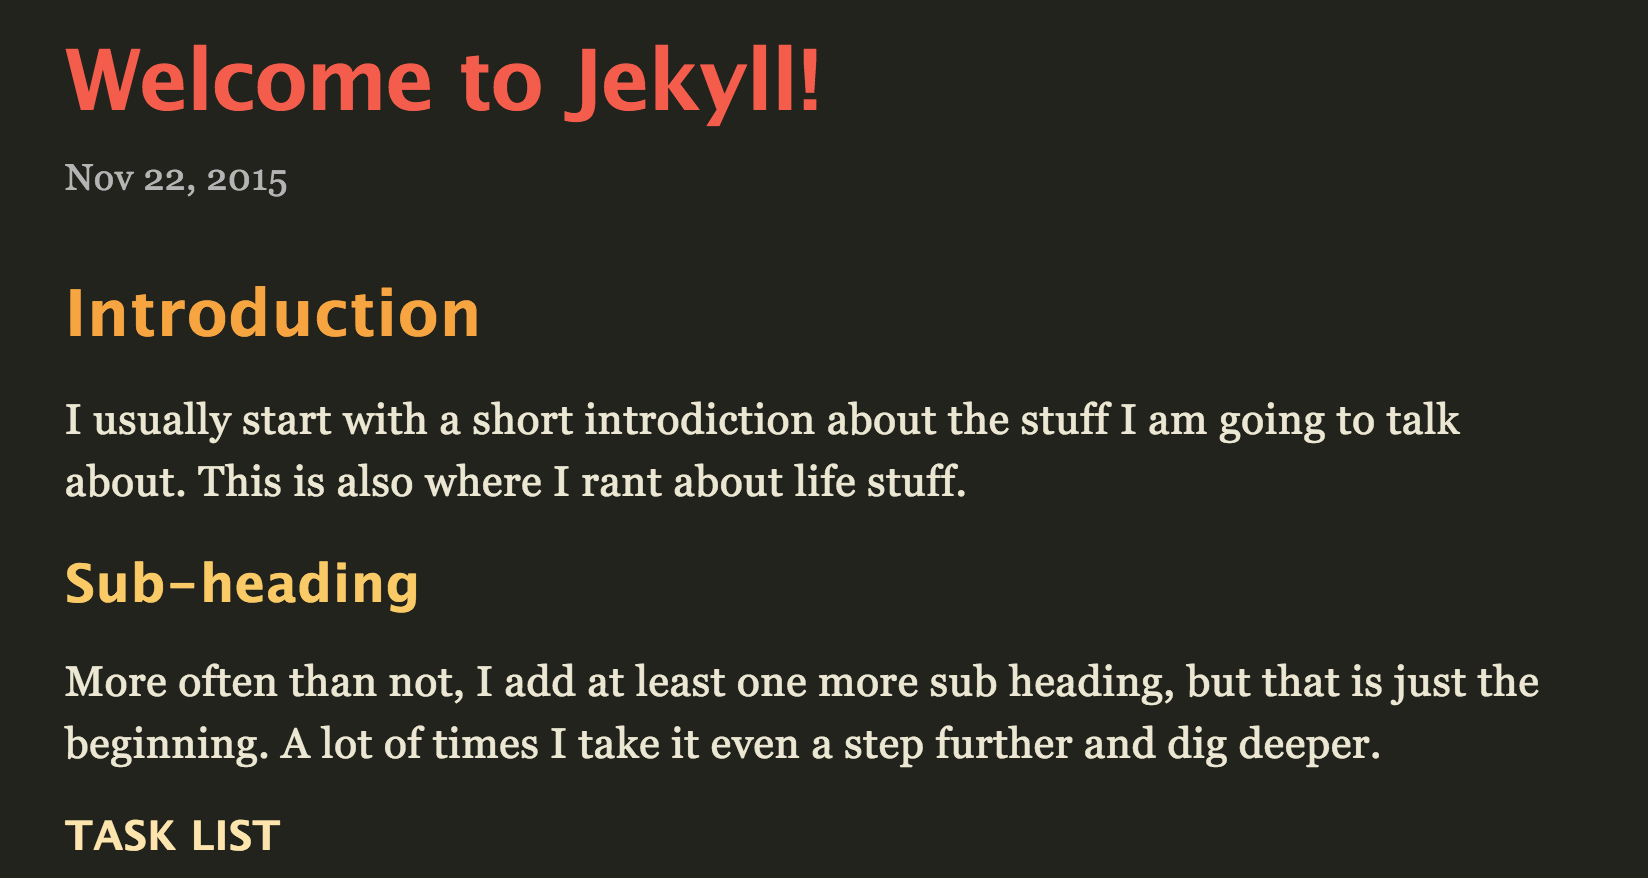 Welcome to Jekyll!
Nov 22, 2015
Introduction
I usually start with a short introdiction about the stuff I am going to talk
about. This is also where I rant about life stuff.
Sub-heading
More often than not, I add at least one more sub heading, but that is just the
beginning. A lot of times I take it even a step further and dig deeper.
TASK LIST